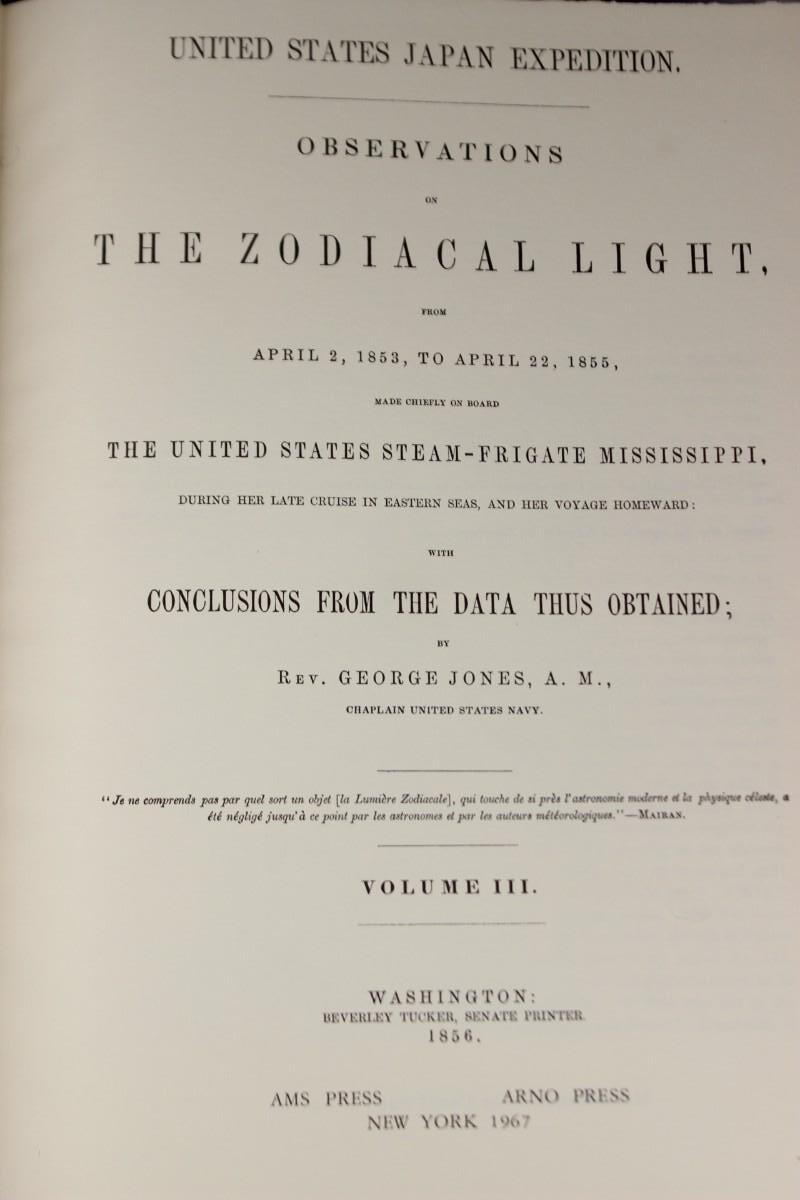 UNITED STATES JAPAN EXPEDITION.
OBSERVATIONS
ON
THE ZODIACAL LIGHT,
FROM
APRIL 2, 1853, TO APRIL 22, 1855,
MADE CHIEFLY ON BOARD
THE UNITED STATES STEAM-FRIGATE MISSISSIPPI,
DURING HER LATE CRUISE IN EASTERN SEAS, AND HER VOYAGE HOMEWARD:
WITH
CONCLUSIONS FROM THE DATA THUS OBTAINED;
BY
REV. GEORGE JONES, A. M.,
CHAPLAIN UNITED STATES NAVY.
"Je ne comprends pas par quel sort un objet [la Lumière Zodiacale], qui touche de si près l'astronomie moderne et la physique céleste, a
été négligé jusqu'à ce point par les astronomes et par les auteurs météorologiques."—MAIRAN.
VOLUME III.
WASHINGTON:
BEVERLEY TUCKER, SENATE PRINTER.
1856.
AMS PRESS ARNO PRESS
NEW YORK 1967